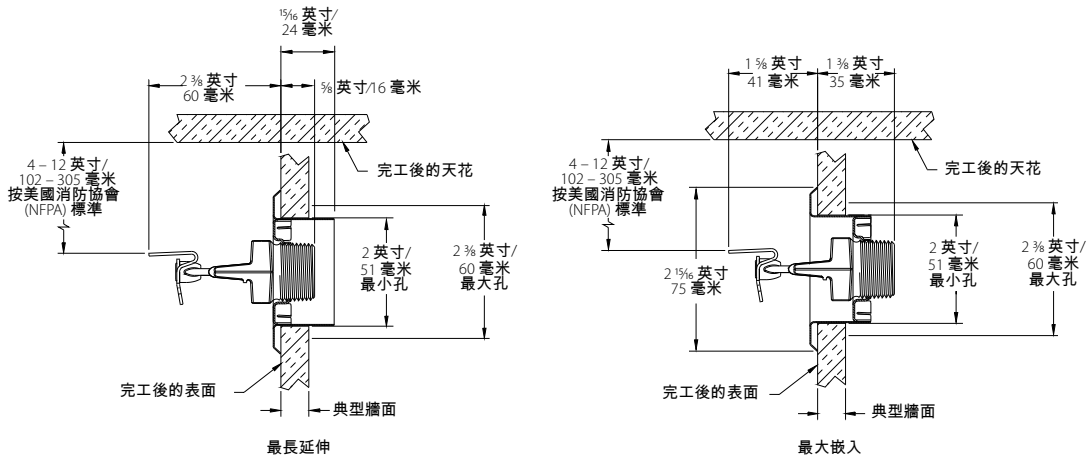 ¹⁵⁄₁₆ 英寸/
24 毫米
2 ⅜ 英寸
60 毫米
⅝ 英寸/16 毫米
4 – 12 英寸/
102 – 305 毫米
按美國消防協會
(NFPA) 標準
完工後的天花
2 英寸/
51 毫米
最小孔
2 ⅜ 英寸/
60 毫米
最大孔
完工後的表面
典型牆面
最長延伸
1 ⅝ 英寸
41 毫米
1 ⅜ 英寸
35 毫米
4 – 12 英寸/
102 – 305 毫米
按美國消防協會
(NFPA) 標準
完工後的天花
2 ¹⁵⁄₁₆ 英寸
75 毫米
2 英寸/
51 毫米
最小孔
2 ⅜ 英寸/
60 毫米
最大孔
完工後的表面
典型牆面
最大嵌入